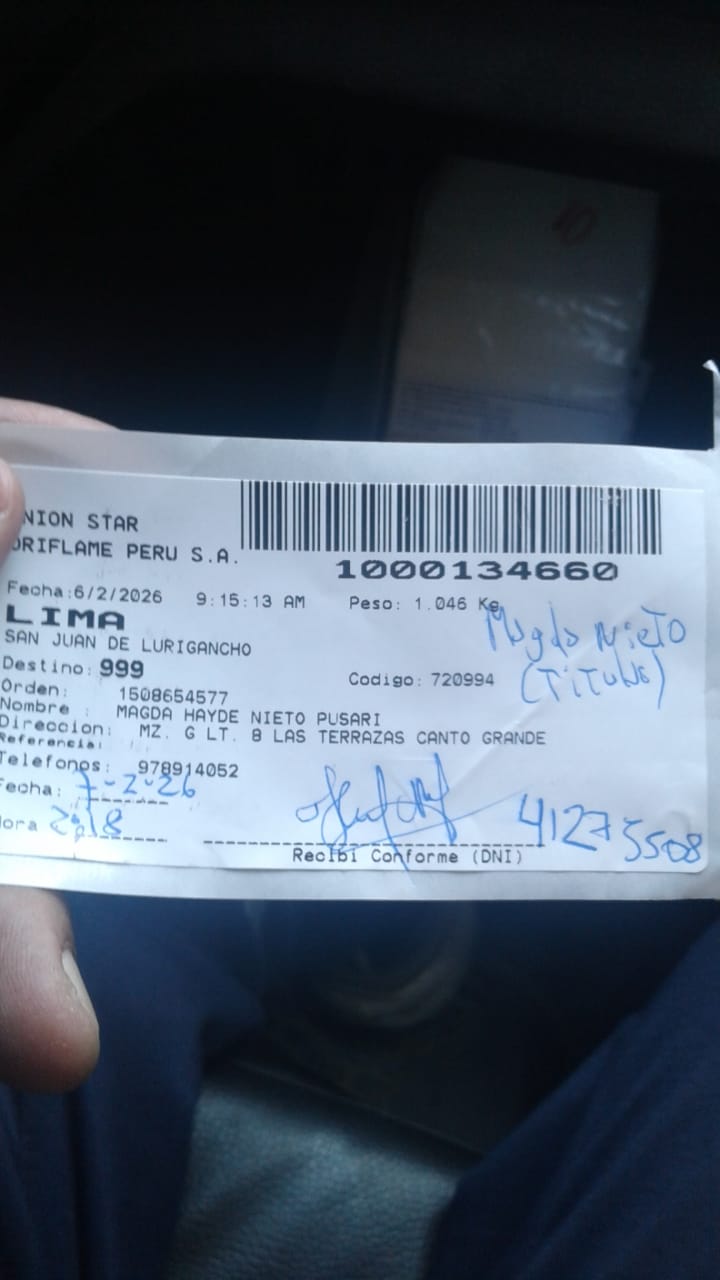 NION STAR
ORIFLAME PERU S.A.
1000134660
Fecha:6/2/2026 9:15:13 AM Peso: 1.046 Kg
LIMA
Magda Nieto
SAN JUAN DE LURIGANCHO
(Titular)
Destino: 999 Codigo: 720994
Orden: 1508654577
Nombre : MAGDA HAYDE NIETO PUSARI
Direccion: MZ. G LT. 8 LAS TERRAZAS CANTO GRANDE
Referencia:
Telefonos: 978914052
Fecha: 7-2-26
ora
41273508
Recibi Conforme (DNI)
10